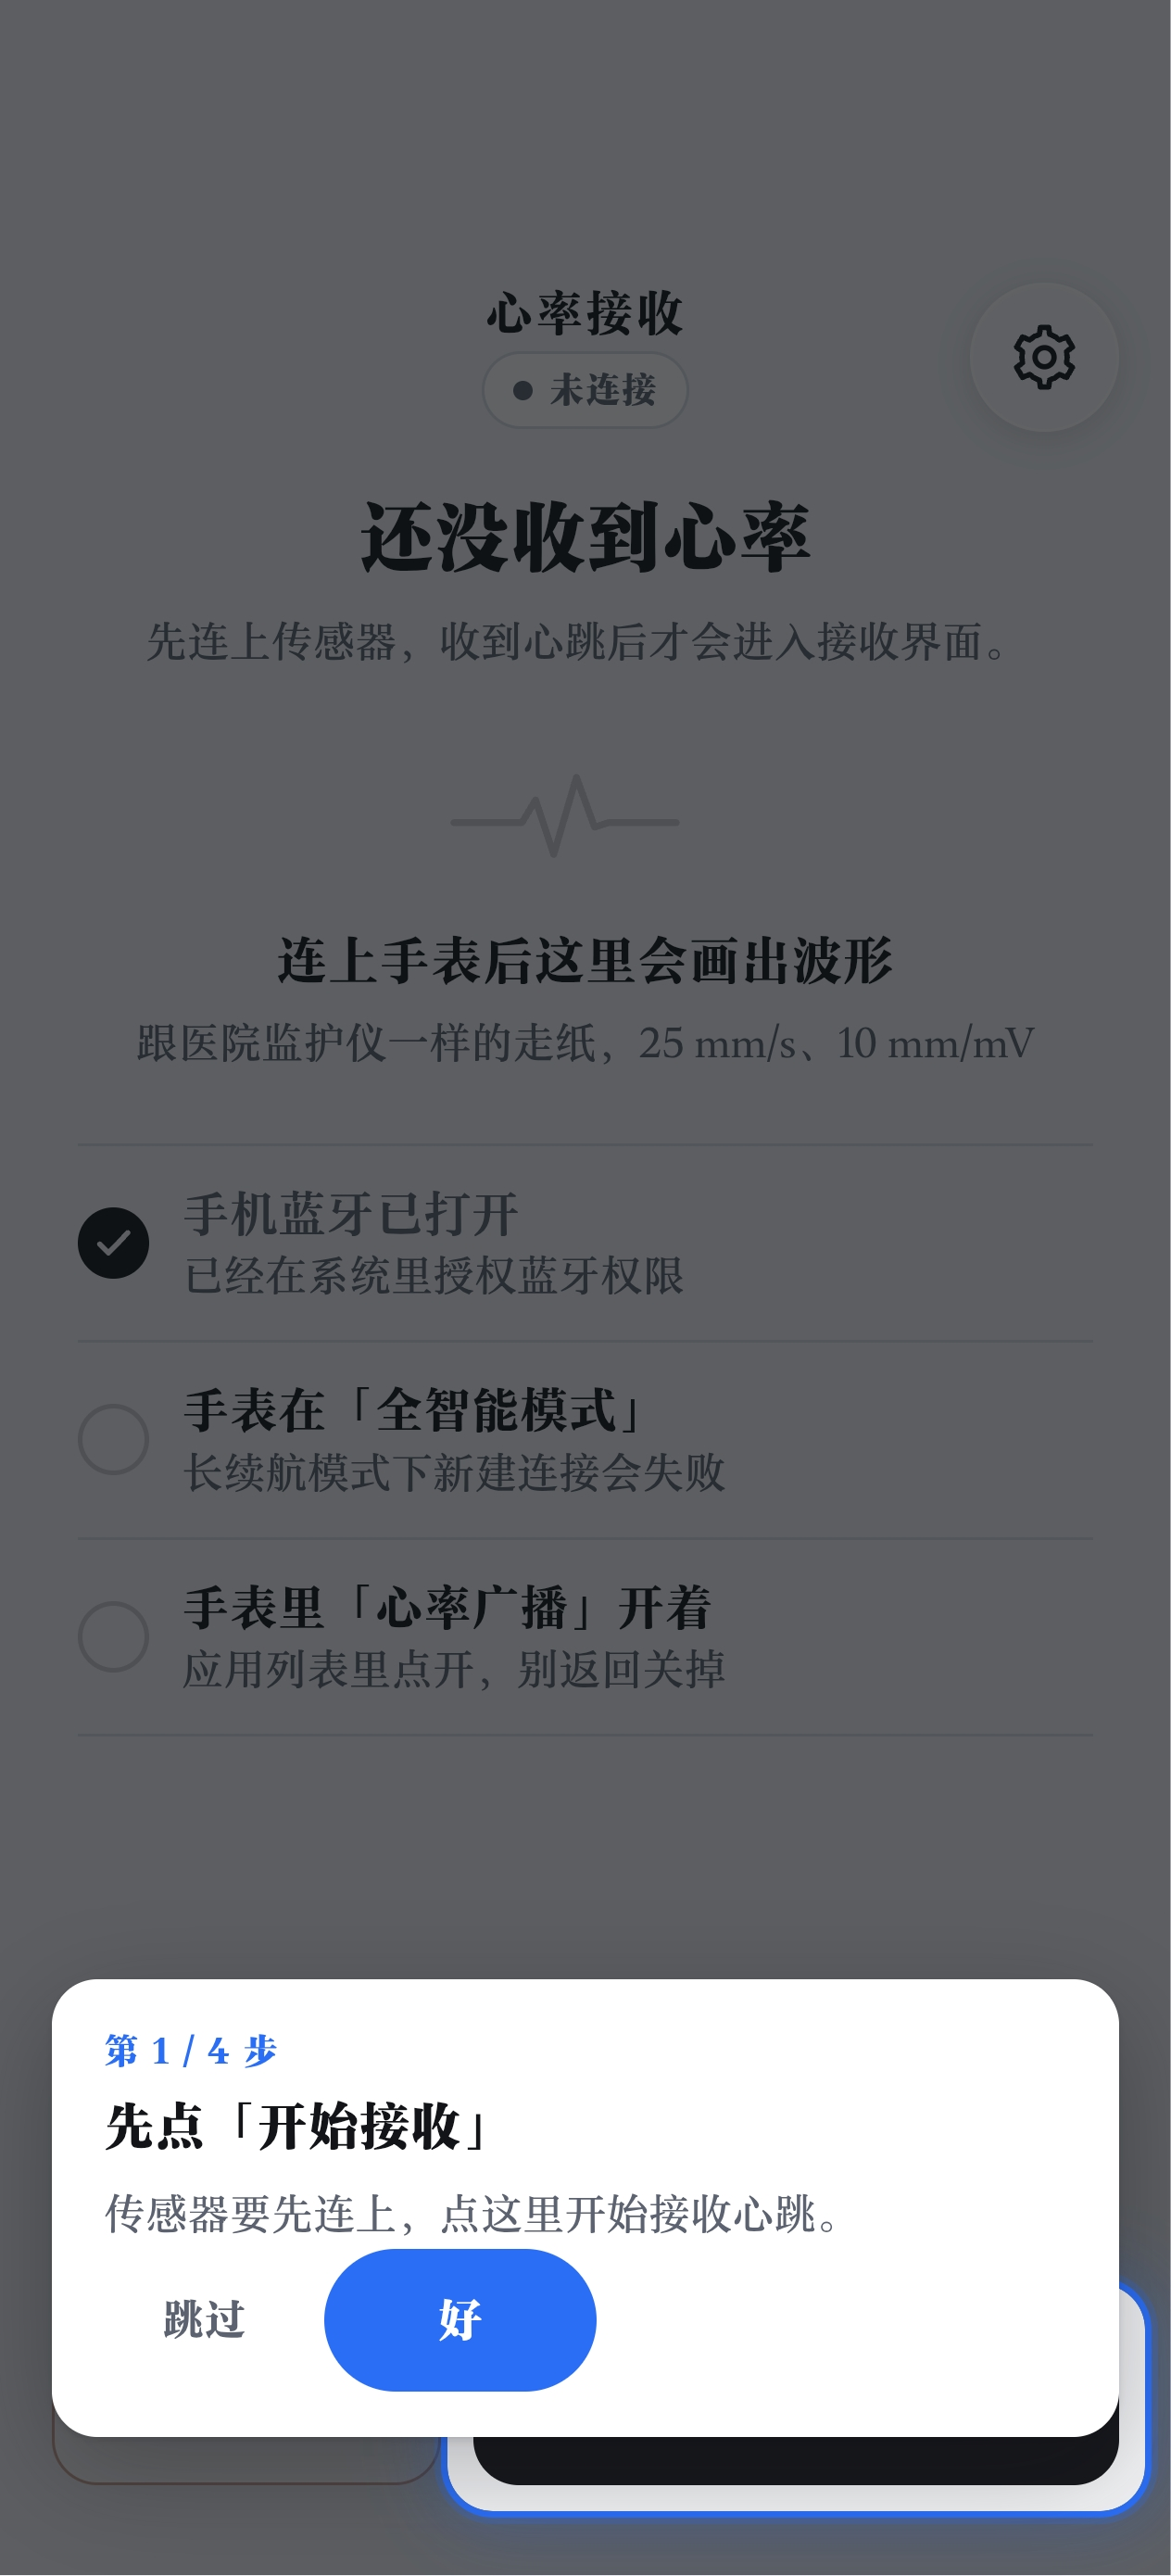 心率接收
未连接
还没收到心率
先连上传感器，收到心跳后才会进入接收界面。
连上手表后这里会画出波形
跟医院监护仪一样的走纸，25 mm/s、10 mm/mV
手机蓝牙已打开
已经在系统里授权蓝牙权限
手表在「全智能模式」
长续航模式下新建连接会失败
手表里「心率广播」开着
应用列表里点开，别返回关掉
第 1 / 4 步
先点「开始接收」
传感器要先连上，点这里开始接收心跳。
跳过 好